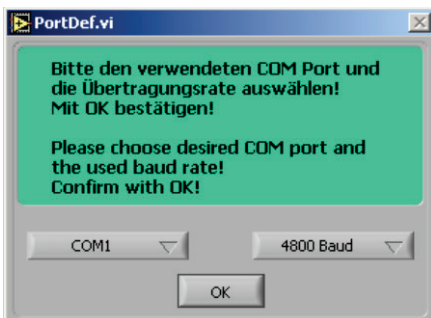 PortDef.vi
Bitte den verwendeten COM Port und
die Übertragungsrate auswählen!
Mit OK bestätigen!
Please choose desired COM port and
the used baud rate!
Confirm with OK!
COM1 4800 Baud
OK